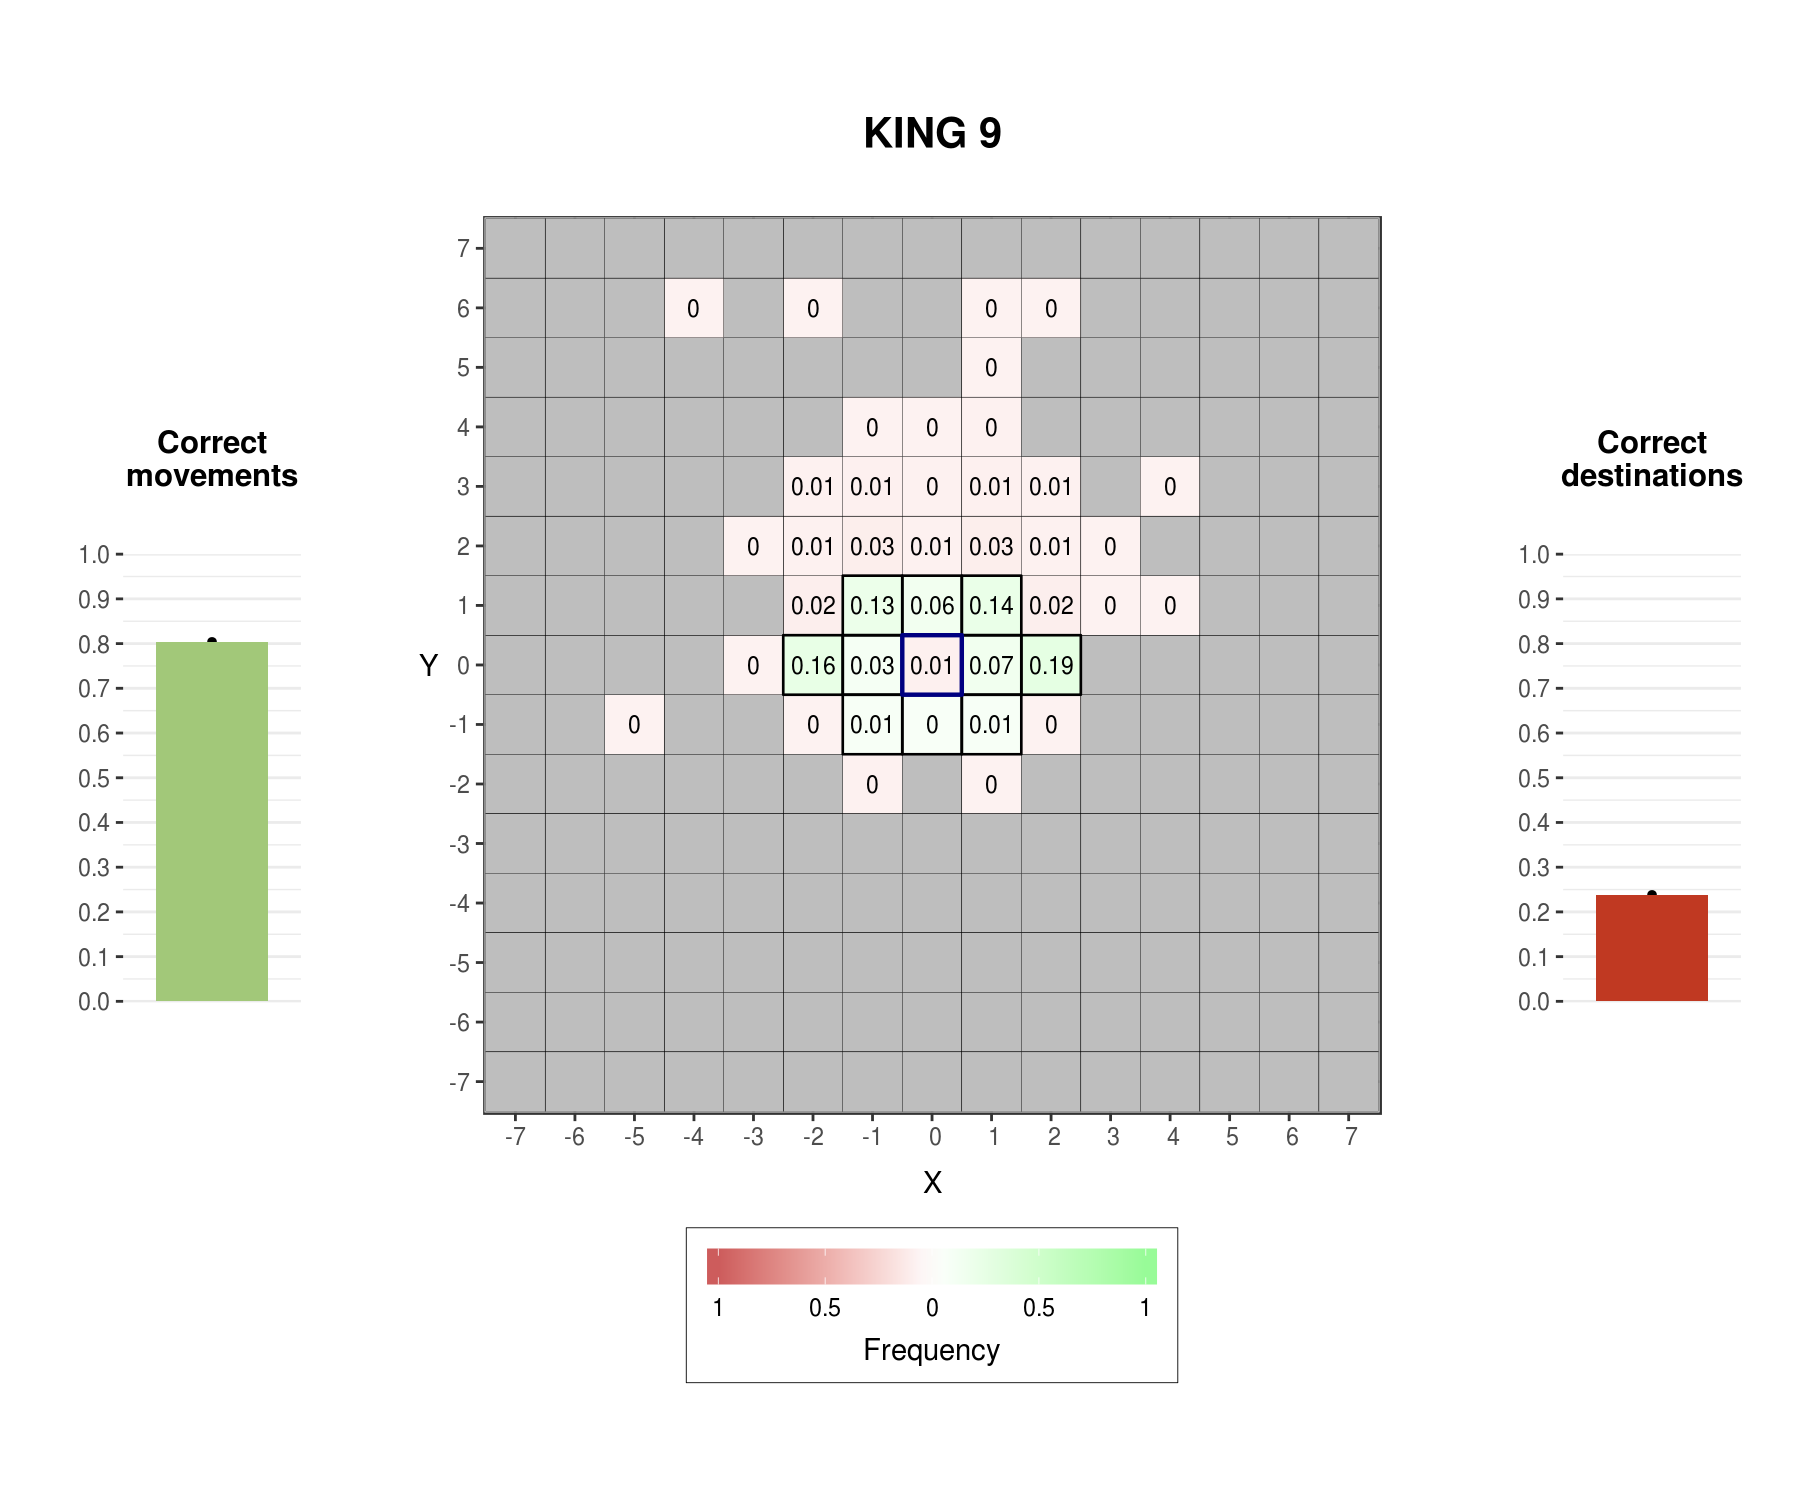 KING 9
Correct
movements
1.0
0.9
0.8
0.7
0.6
0.5
0.4
0.3
0.2
0.1
0.0
Y
7
6 0 0 0 0
5 0
4 0 0 0
3 0.01 0.01 0 0.01 0.01 0
2 0 0.01 0.03 0.01 0.03 0.01 0
1 0.02 0.13 0.06 0.14 0.02 0 0
0 0 0.16 0.03 0.01 0.07 0.19
-1 0 0 0.01 0 0.01 0
-2 0 0
-3
-4
-5
-6
-7
-7 -6 -5 -4 -3 -2 -1 0 1 2 3 4 5 6 7
X
1 0.5 0 0.5 1
Frequency
Correct
destinations
1.0
0.9
0.8
0.7
0.6
0.5
0.4
0.3
0.2
0.1
0.0